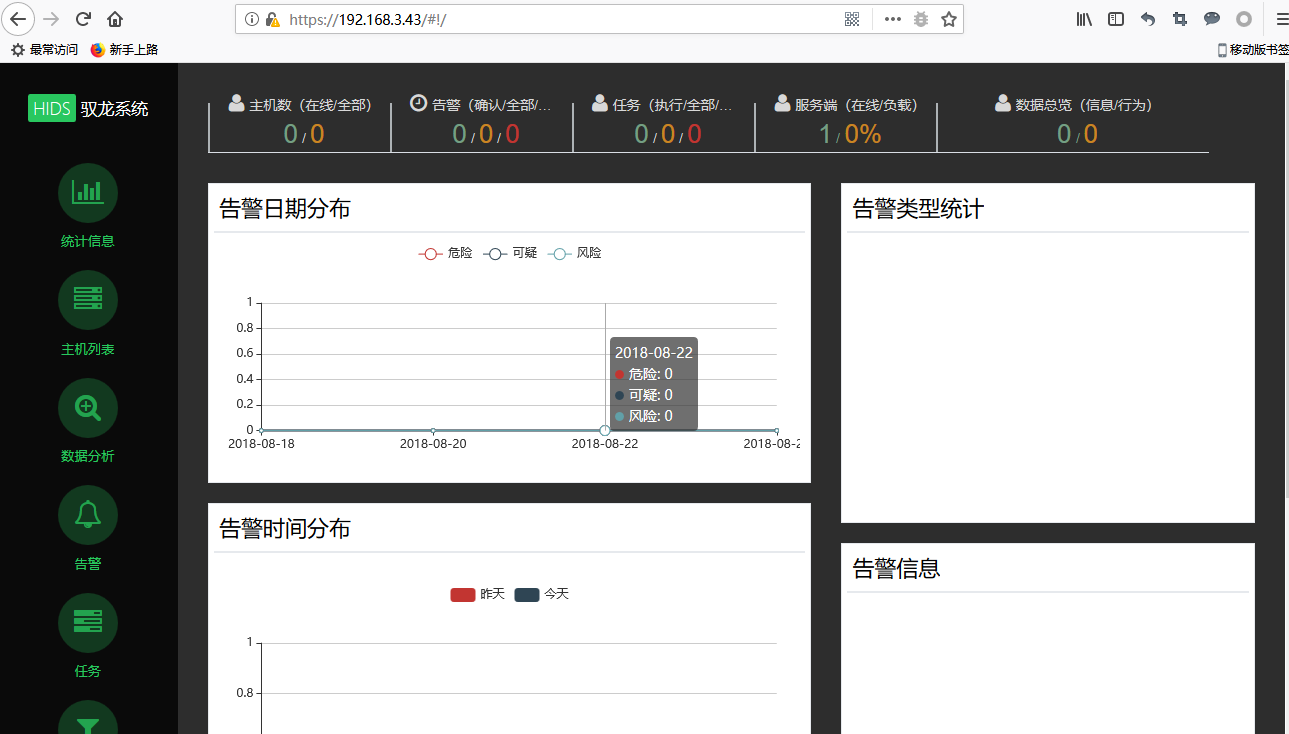 https://192.168.3.43/#!/
最常访问 新手上路 移动版书签
HIDS 驭龙系统
统计信息
主机列表
数据分析
告警
任务
主机数（在线/全部）
0 / 0
告警（确认/全部/...
0 / 0 / 0
任务（执行/全部/...
0 / 0 / 0
服务端（在线/负载）
1 / 0%
数据总览（信息/行为）
0 / 0
告警日期分布
危险 可疑 风险
1
0.8
0.6
0.4
0.2
0
2018-08-18 2018-08-20 2018-08-22 2018-08-2
2018-08-22
危险: 0
可疑: 0
风险: 0
告警类型统计
告警时间分布
昨天 今天
1
0.8
告警信息